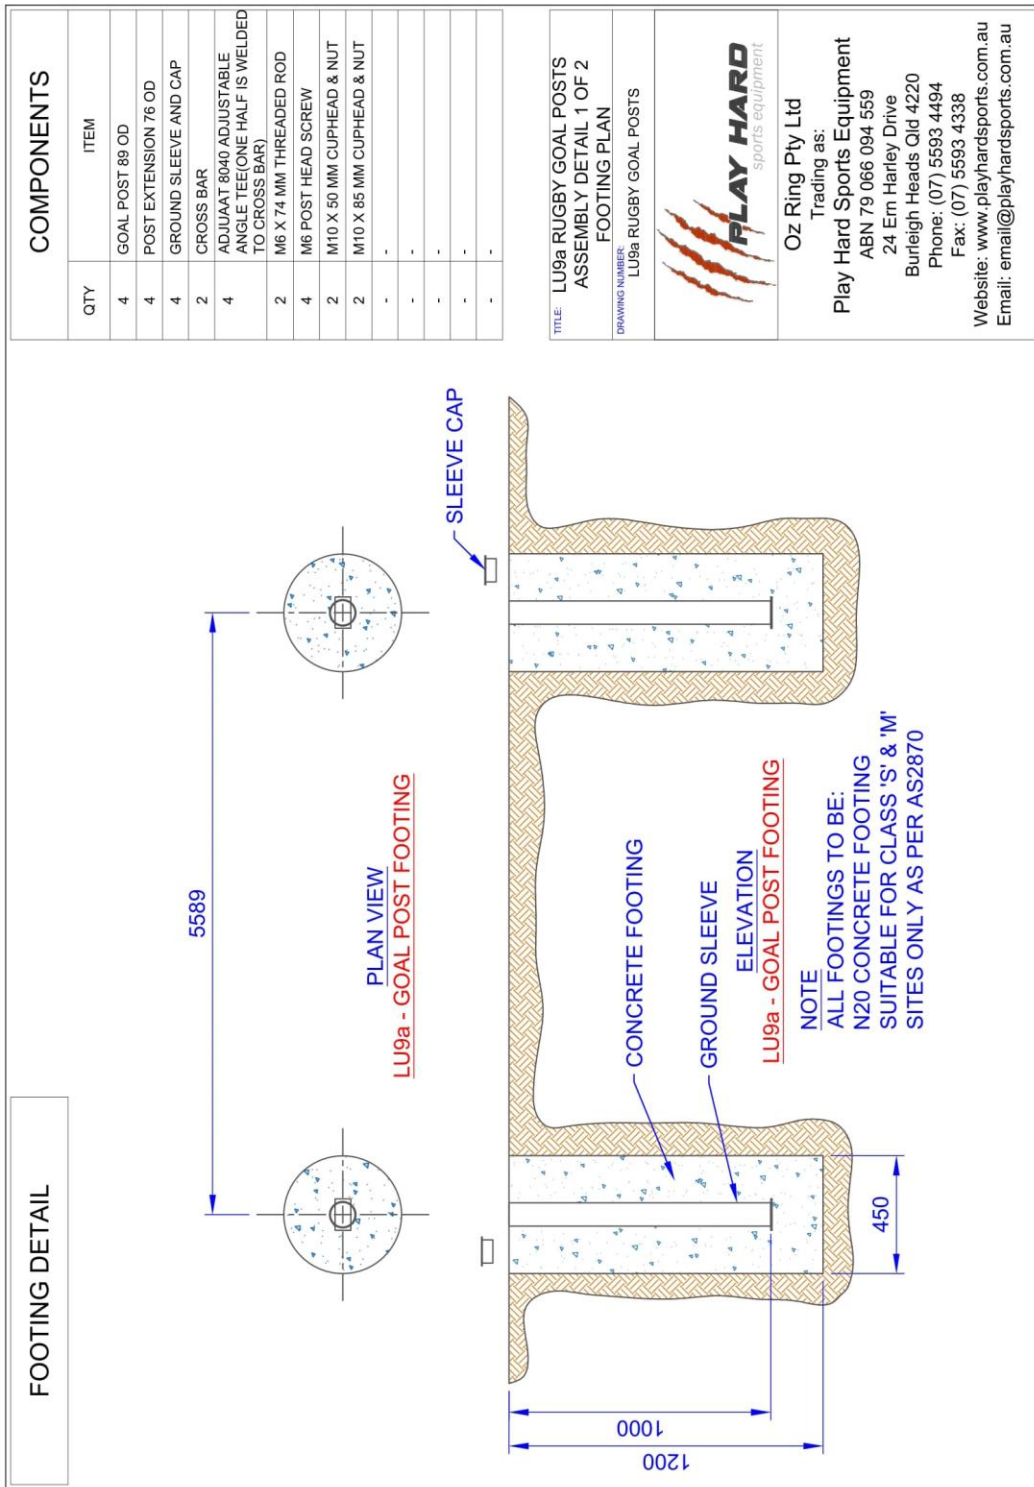 FOOTING DETAIL
5589
PLAN VIEW
LU9a - GOAL POST FOOTING
SLEEVE CAP
CONCRETE FOOTING
GROUND SLEEVE
ELEVATION
LU9a - GOAL POST FOOTING
1000
1200
450
NOTE
ALL FOOTINGS TO BE:
N20 CONCRETE FOOTING
SUITABLE FOR CLASS 'S' & 'M'
SITES ONLY AS PER AS2870
COMPONENTS
QTY ITEM
4 GOAL POST 89 OD
4 POST EXTENSION 76 OD
4 GROUND SLEEVE AND CAP
2 CROSS BAR
4 ADJUAAT 8040 ADJUSTABLE
ANGLE TEE(ONE HALF IS WELDED
TO CROSS BAR)
2 M6 X 74 MM THREADED ROD
4 M6 POST HEAD SCREW
2 M10 X 50 MM CUPHEAD & NUT
2 M10 X 85 MM CUPHEAD & NUT
- -
- -
- -
- -
- -
TITLE: LU9a RUGBY GOAL POSTS
ASSEMBLY DETAIL 1 OF 2
FOOTING PLAN
DRAWING NUMBER:
LU9a RUGBY GOAL POSTS
PLAY HARD
sports equipment
Oz Ring Pty Ltd
Trading as:
Play Hard Sports Equipment
ABN 79 066 094 559
24 Ern Harley Drive
Burleigh Heads Qld 4220
Phone: (07) 5593 4494
Fax: (07) 5593 4338
Website: www.playhardsports.com.au
Email: email@playhardsports.com.au